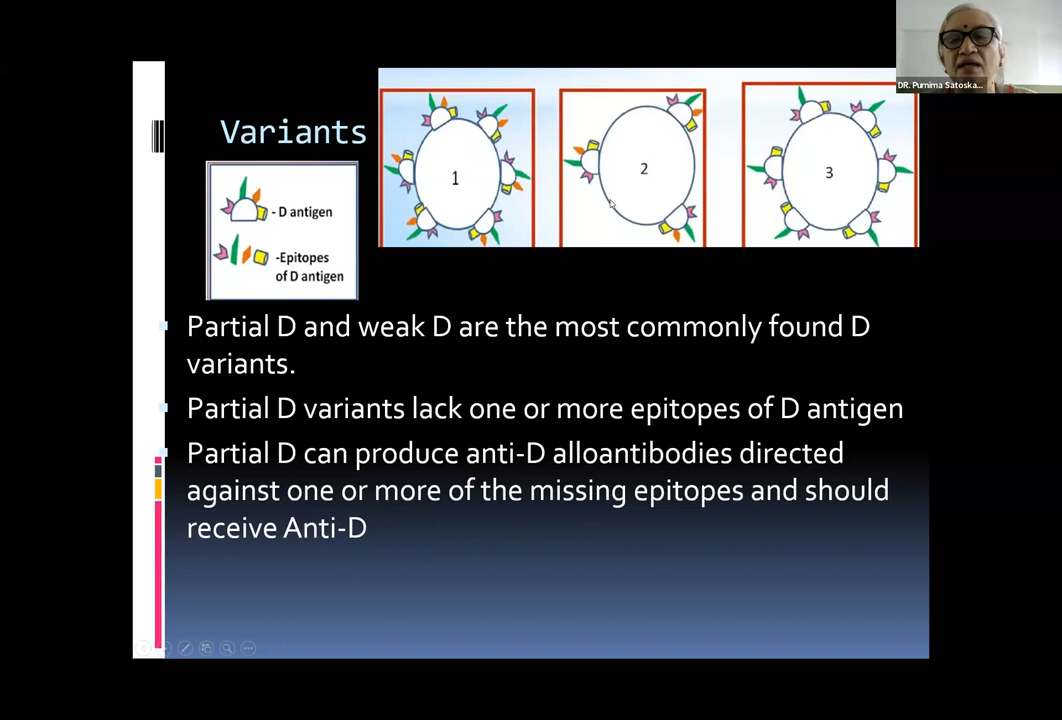 DR. Purnima Satoska...
Variants
1
2
3
- D antigen
-Epitopes
of D antigen
Partial D and weak D are the most commonly found D
variants.
Partial D variants lack one or more epitopes of D antigen
Partial D can produce anti-D alloantibodies directed
against one or more of the missing epitopes and should
receive Anti-D